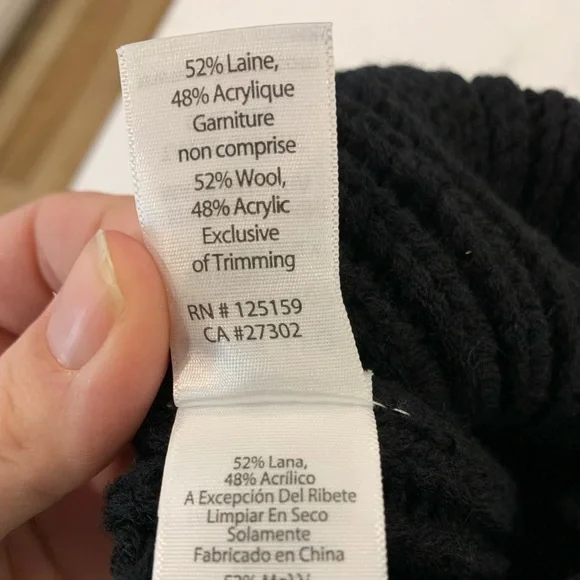 52% Laine,
48% Acrylique
Garniture
non comprise
52% Wool,
48% Acrylic
Exclusive
of Trimming
RN # 125159
CA #27302
52% Lana,
48% Acrílico
A Excepción Del Ribete
Limpiar En Seco
Solamente
Fabricado en China